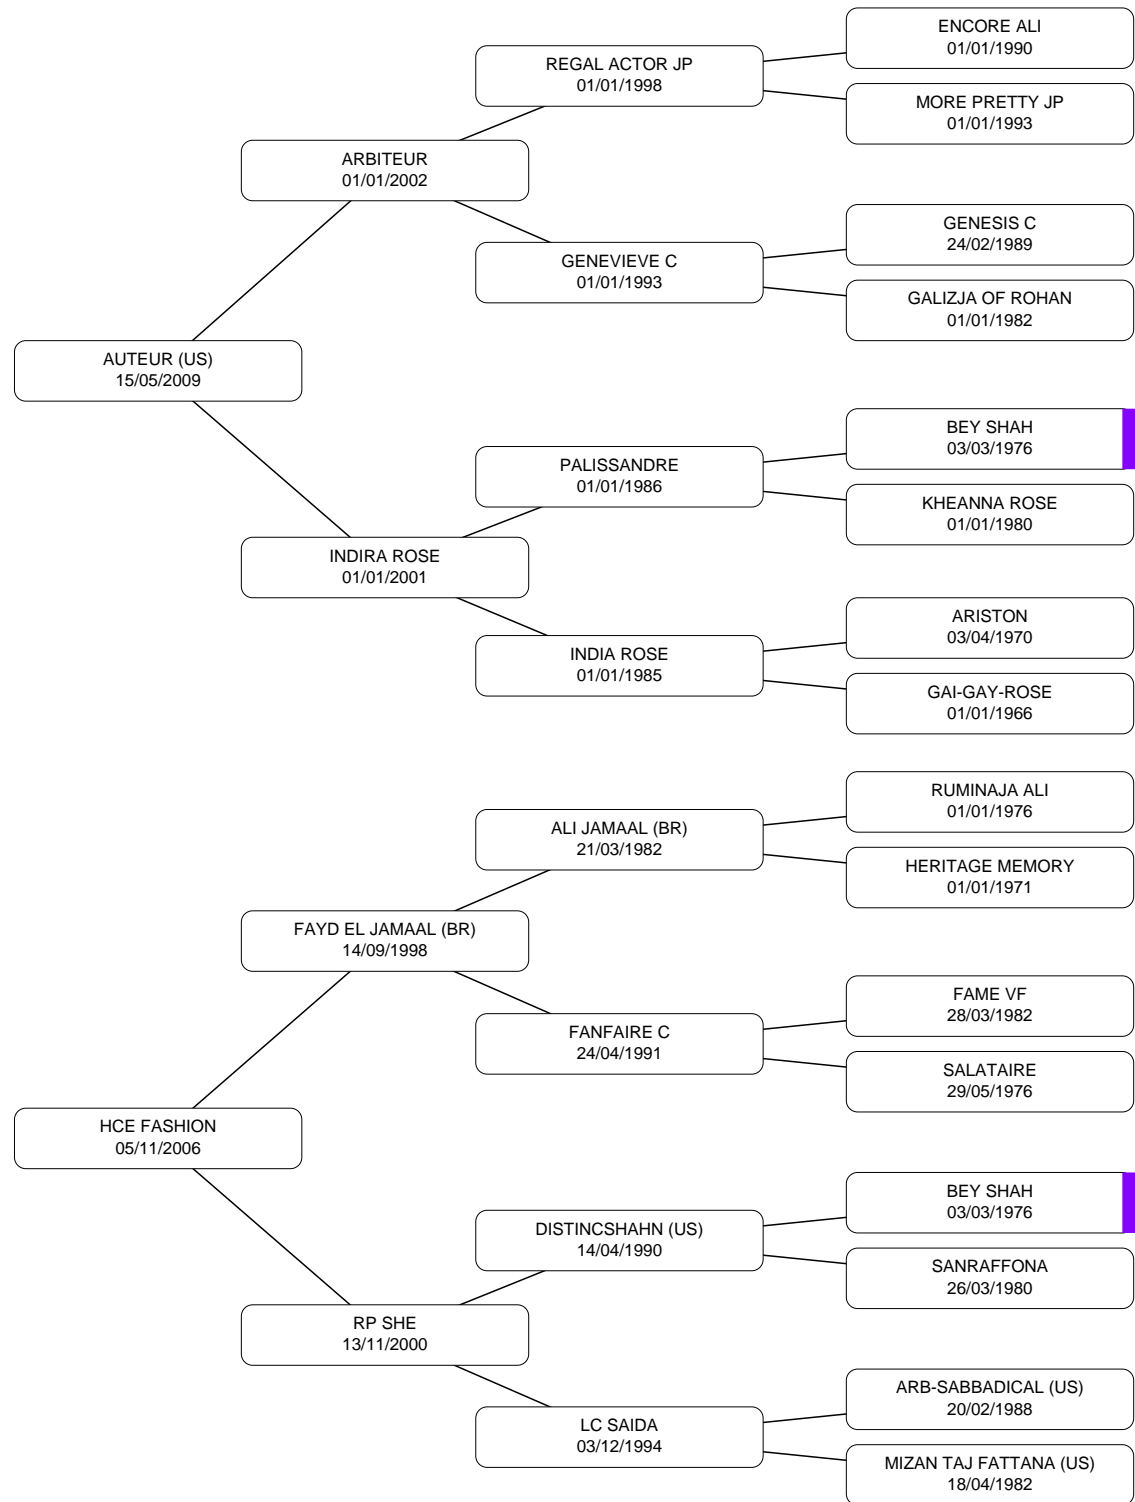 ENCORE ALI
01/01/1990
REGAL ACTOR JP
01/01/1998
MORE PRETTY JP
01/01/1993
ARBITEUR
01/01/2002
GENESIS C
24/02/1989
GENEVIEVE C
01/01/1993
GALIZJA OF ROHAN
01/01/1982
AUTEUR (US)
15/05/2009
BEY SHAH
03/03/1976
PALISSANDRE
01/01/1986
KHEANNA ROSE
01/01/1980
INDIRA ROSE
01/01/2001
ARISTON
03/04/1970
INDIA ROSE
01/01/1985
GAI-GAY-ROSE
01/01/1966
RUMINAJA ALI
01/01/1976
ALI JAMAAL (BR)
21/03/1982
HERITAGE MEMORY
01/01/1971
FAYD EL JAMAAL (BR)
14/09/1998
FAME VF
28/03/1982
FANFAIRE C
24/04/1991
SALATAIRE
29/05/1976
HCE FASHION
05/11/2006
BEY SHAH
03/03/1976
DISTINCSHAHN (US)
14/04/1990
SANRAFFONA
26/03/1980
RP SHE
13/11/2000
ARB-SABBADICAL (US)
20/02/1988
LC SAIDA
03/12/1994
MIZAN TAJ FATTANA (US)
18/04/1982